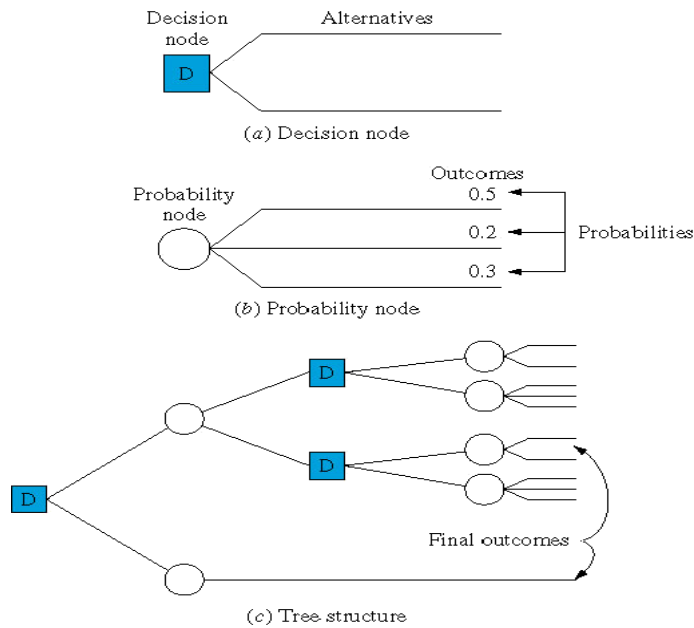 Decision
node
Alternatives
D
(a) Decision node
Outcomes
Probability
node
0.5
0.2
0.3
Probabilities
(b) Probability node
D
D
D
Final outcomes
(c) Tree structure